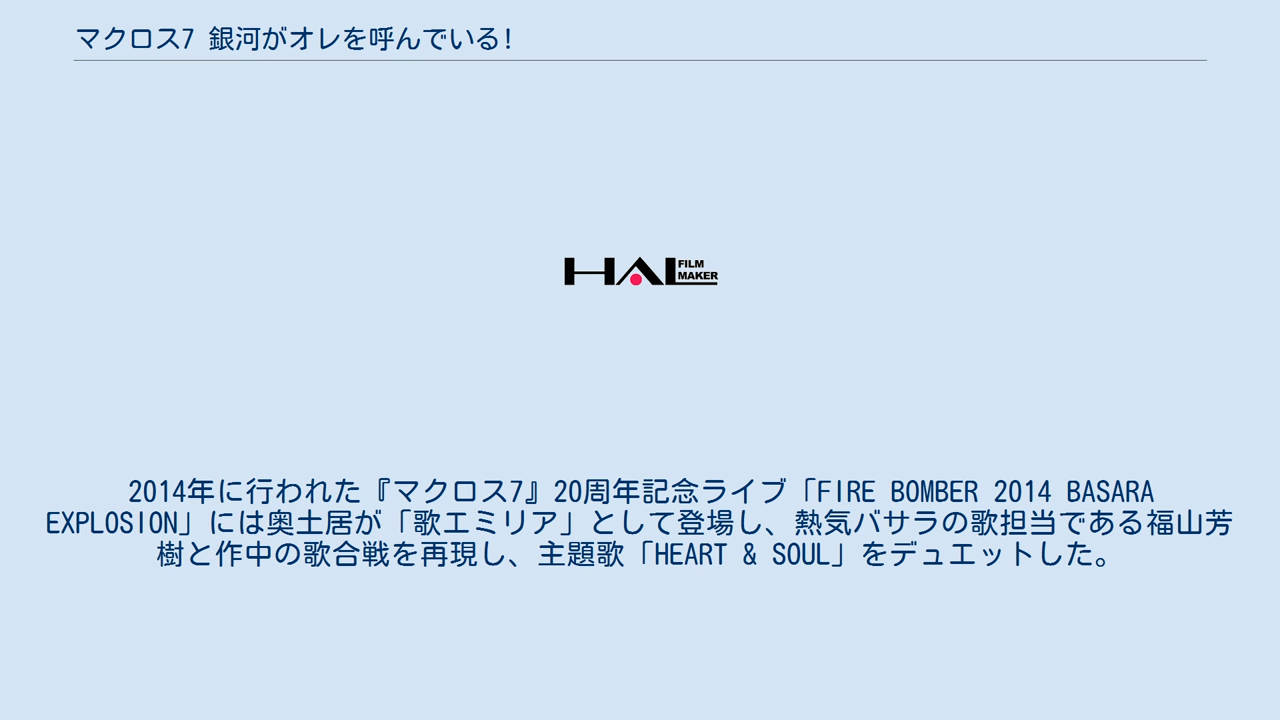 マクロス7 銀河がオレを呼んでいる!
HAL FILM MAKER
2014年に行われた『マクロス7』20周年記念ライブ「FIRE BOMBER 2014 BASARA
EXPLOSION」には奥土居が「歌エミリア」として登場し、熱気バサラの歌担当である福山芳
樹と作中の歌合戦を再現し、主題歌「HEART & SOUL」をデュエットした。